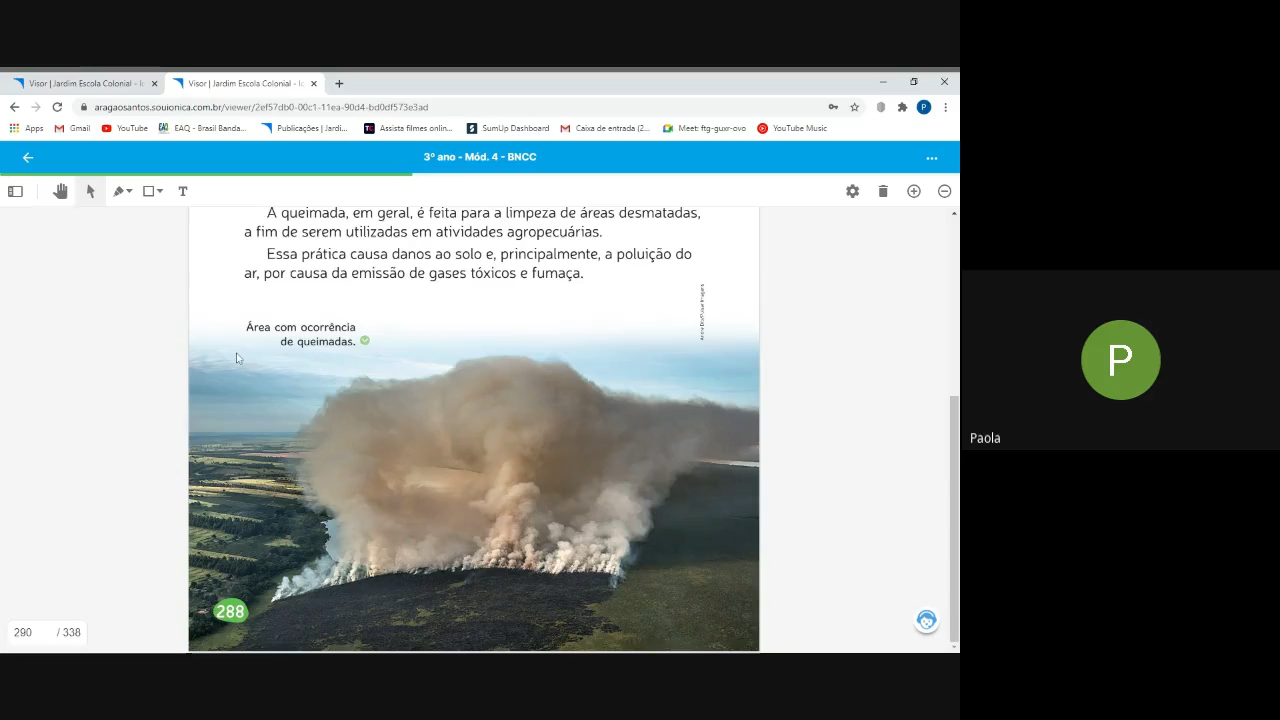 Visor | Jardim Escola Colonial - Ic
Visor | Jardim Escola Colonial - Ic
aragaosantos.souionica.com.br/viewer/2ef57db0-00c1-11ea-90d4-bd0df573e3ad
P
Apps
Gmail
YouTube
EAQ - Brasil Banda...
Publicações | Jardi...
Assista filmes onlin...
SumUp Dashboard
Caixa de entrada (2...
Meet: ftg-guxr-ovo
YouTube Music
3º ano - Mód. 4 - BNCC
T
A queimada, em geral, é feita para a limpeza de áreas desmatadas,
a fim de serem utilizadas em atividades agropecuárias.
Essa prática causa danos ao solo e, principalmente, a poluição do
ar, por causa da emissão de gases tóxicos e fumaça.
Área com ocorrência
de queimadas.
288
290 / 338
P
Paola